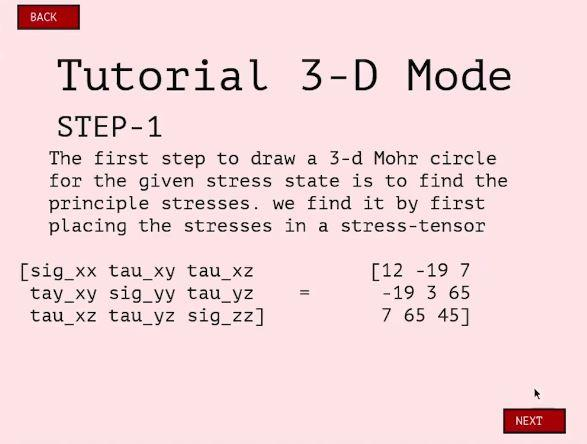 BACK
Tutorial 3-D Mode
STEP-1
The first step to draw a 3-d Mohr circle
for the given stress state is to find the
principle stresses. we find it by first
placing the stresses in a stress-tensor
[sig_xx tau_xy tau_xz [12 -19 7
tay_xy sig_yy tau_yz = -19 3 65
tau_xz tau_yz sig_zz] 7 65 45]
NEXT